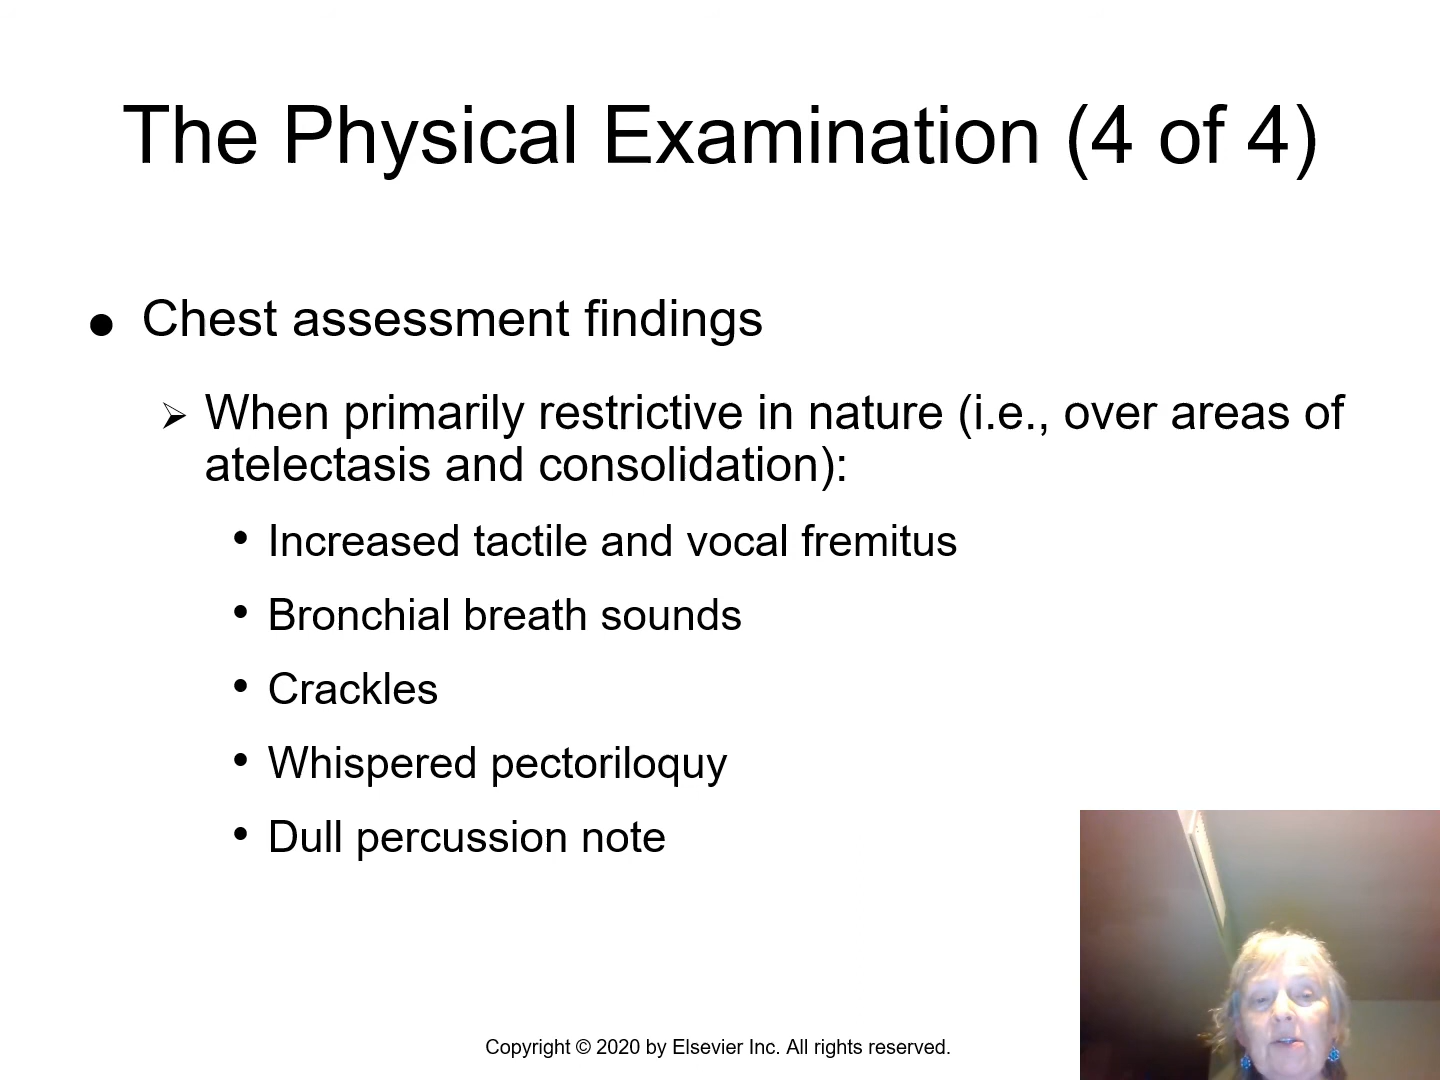 The Physical Examination (4 of 4)
● Chest assessment findings
➢ When primarily restrictive in nature (i.e., over areas of
atelectasis and consolidation):
• Increased tactile and vocal fremitus
• Bronchial breath sounds
• Crackles
• Whispered pectoriloquy
• Dull percussion note
Copyright © 2020 by Elsevier Inc. All rights reserved.